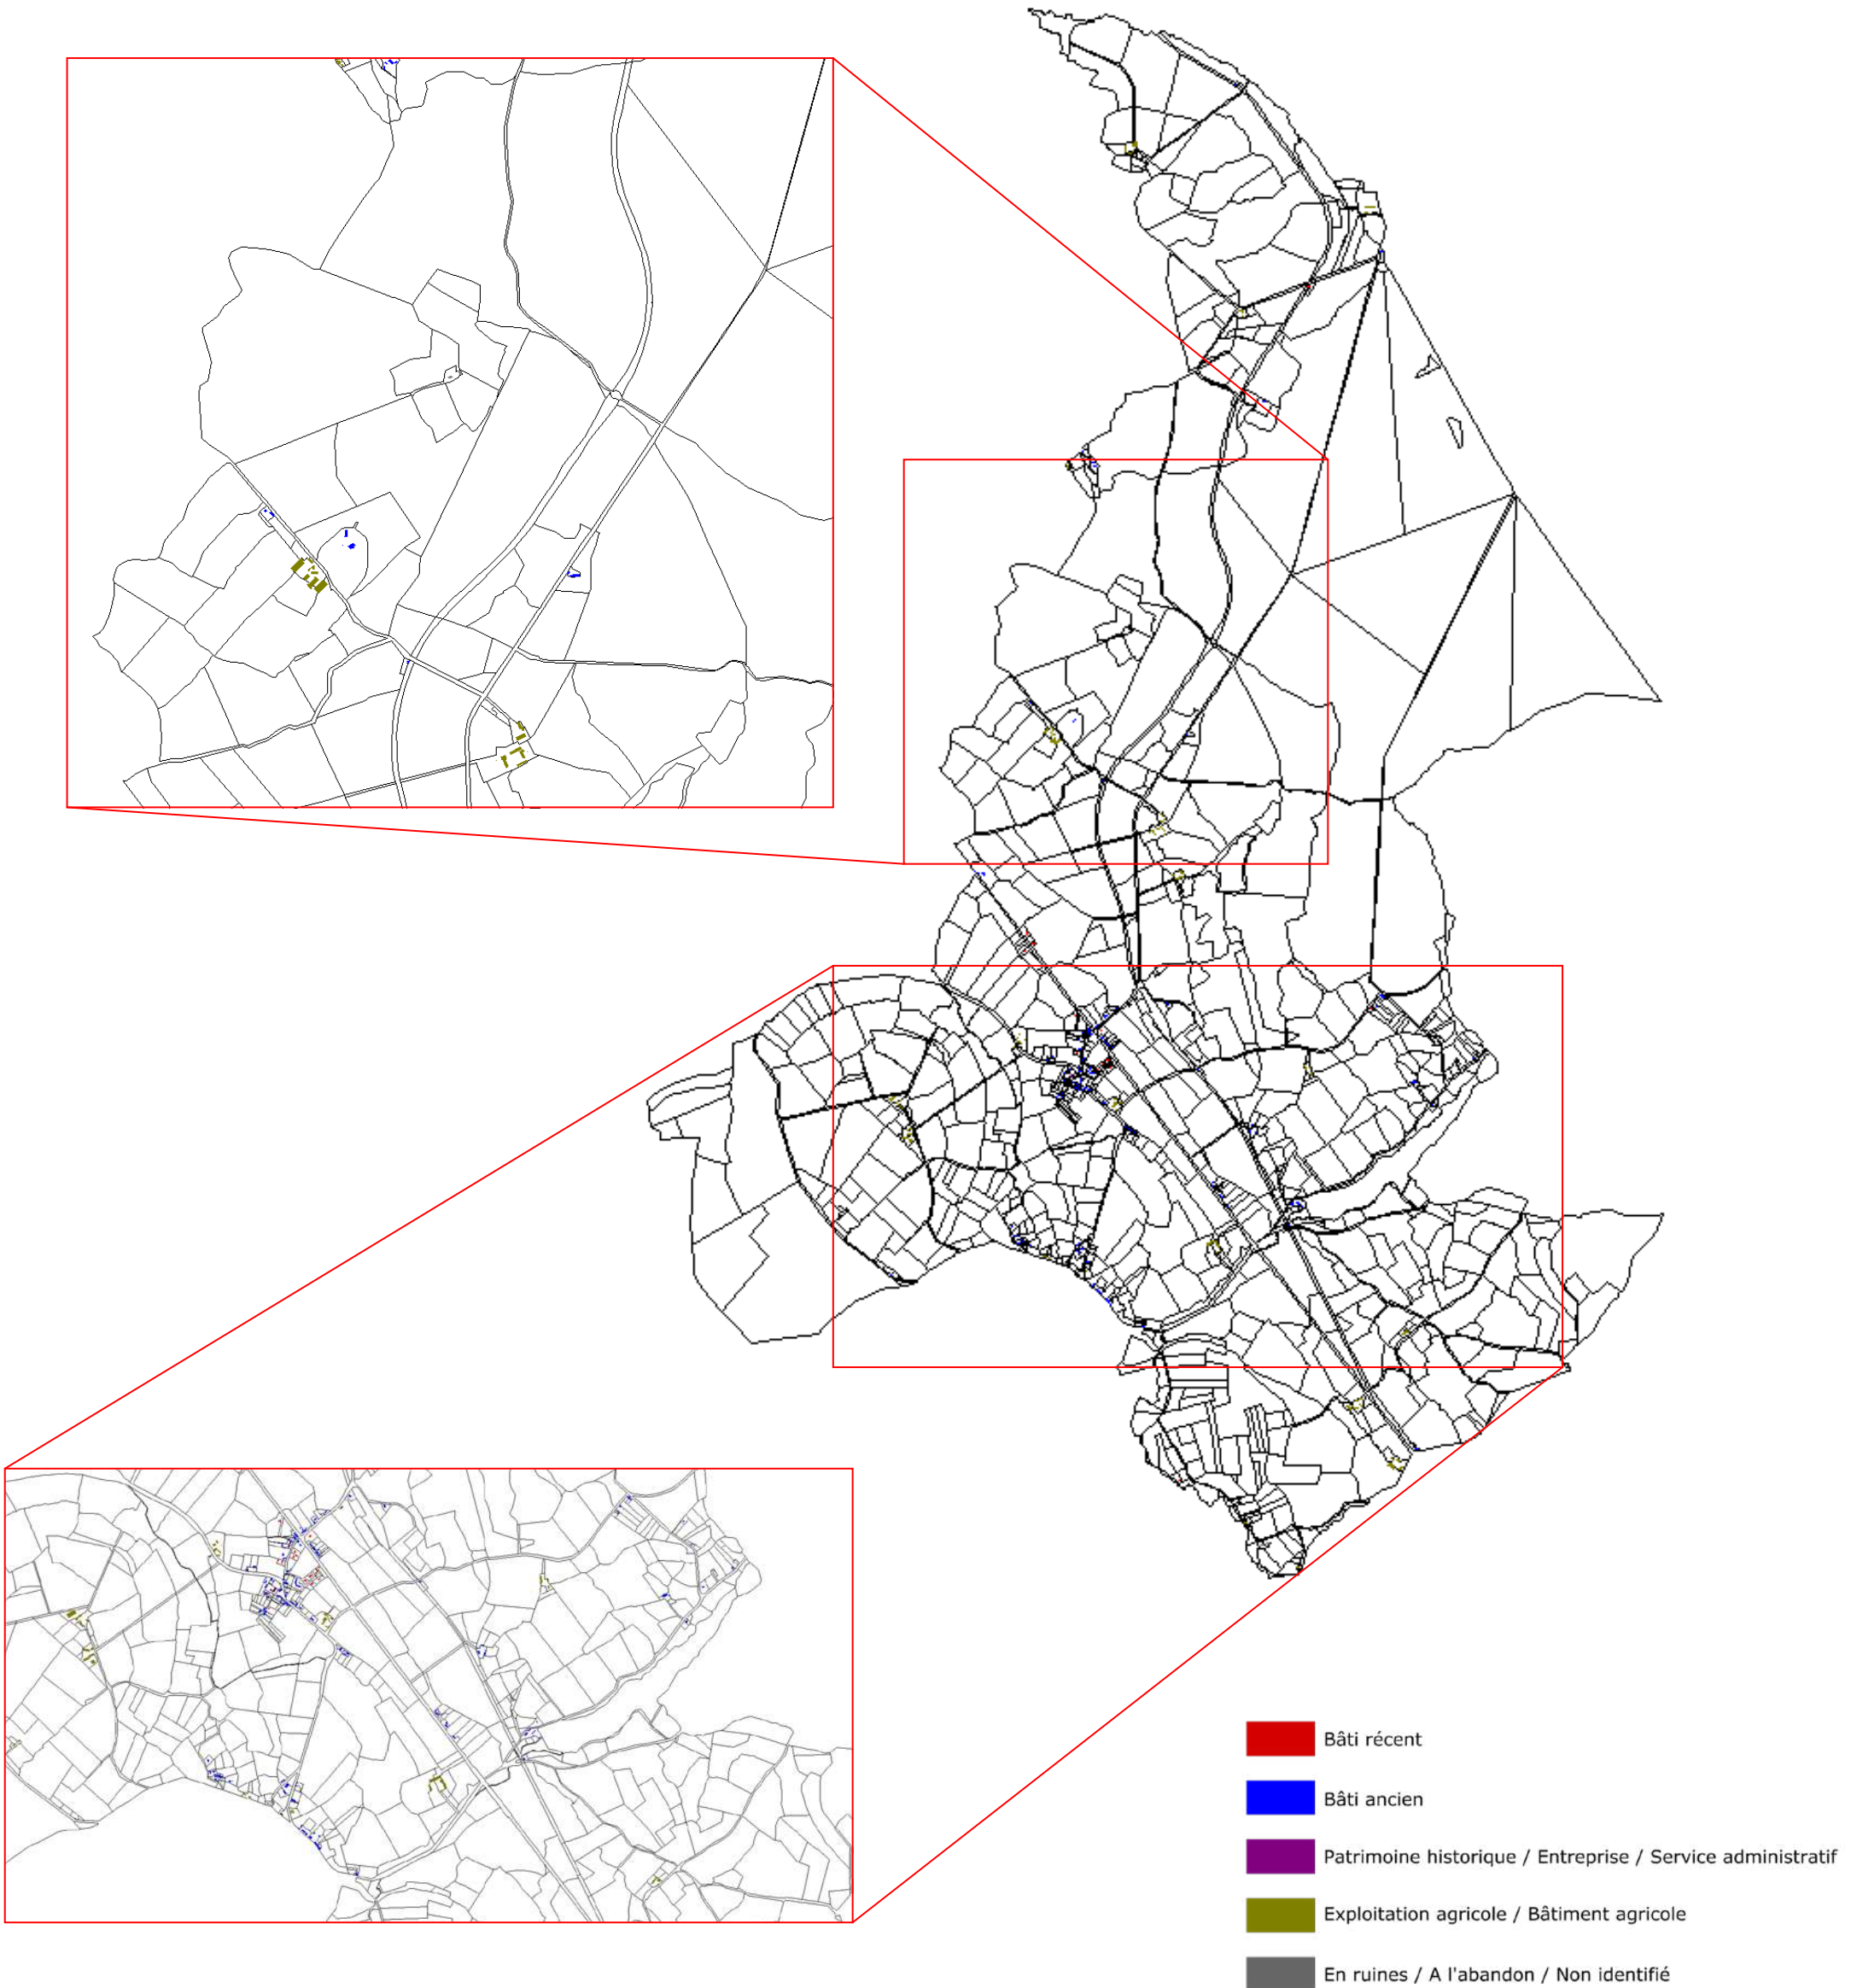 Bâti récent
Bâti ancien
Patrimoine historique / Entreprise / Service administratif
Exploitation agricole / Bâtiment agricole
En ruines / A l'abandon / Non identifié